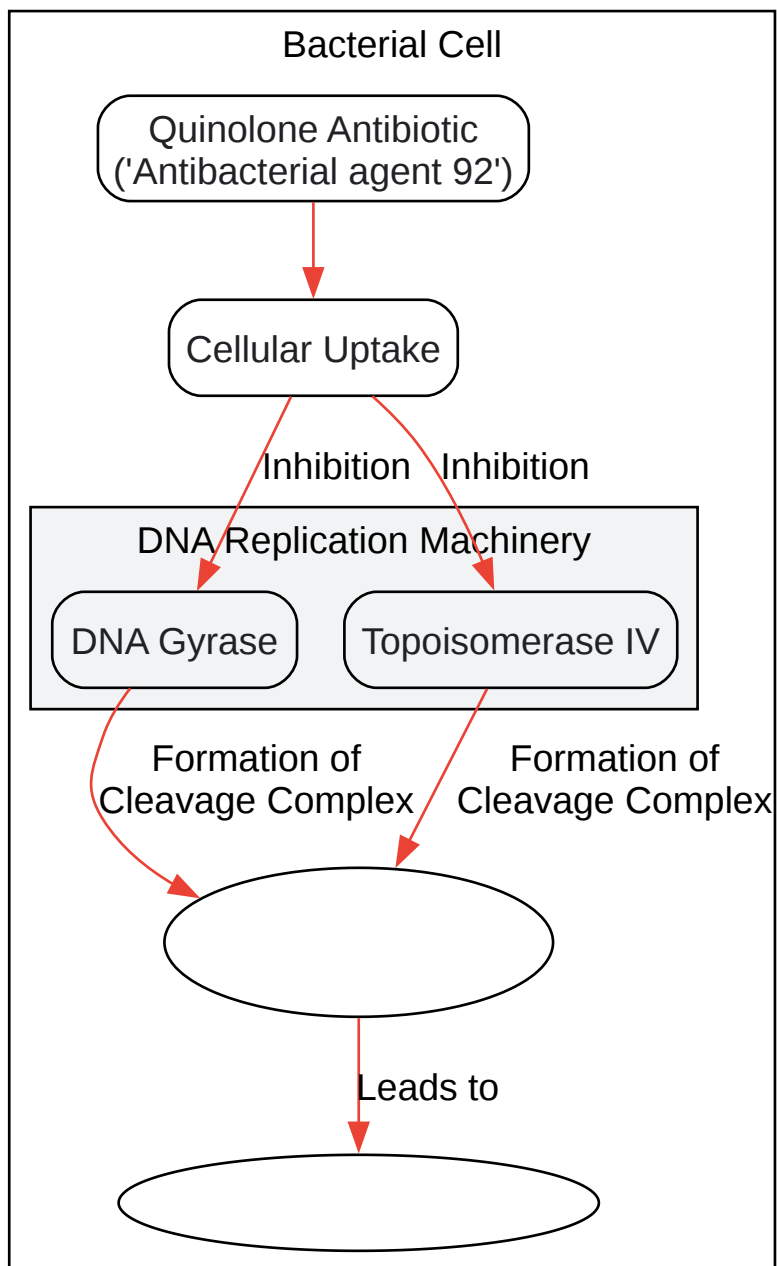 Bacterial Cell
Quinolone Antibiotic
('Antibacterial agent 92')
Cellular Uptake
Inhibition
Inhibition
DNA Replication Machinery
DNA Gyrase
Topoisomerase IV
Formation of
Cleavage Complex
Formation of
Cleavage Complex
Leads to